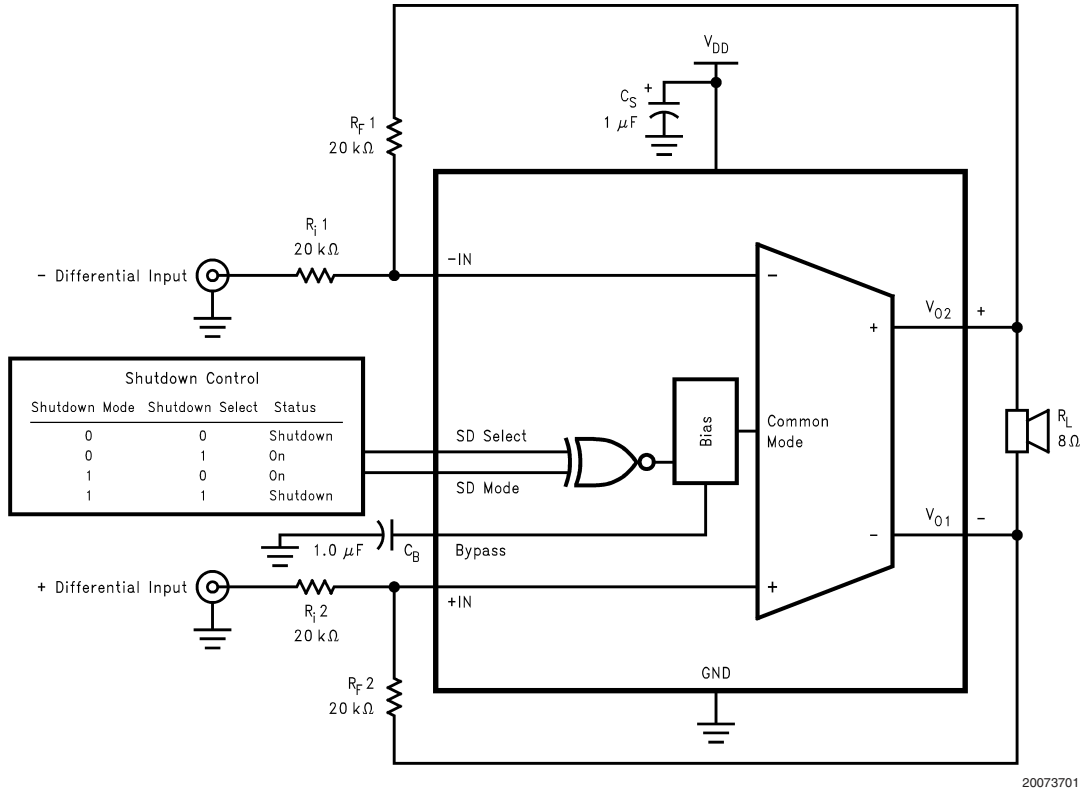 V_DD
+
C_S
1 µF
R_F 1
20 kΩ
R_i 1
20 kΩ
-IN
- Differential Input
-
V_O2 +
+
Shutdown Control
Shutdown Mode Shutdown Select Status
0 0 Shutdown
0 1 On
1 0 On
1 1 Shutdown
SD Select
SD Mode
Bias
Common
Mode
R_L
8 Ω
V_O1 -
-
1.0 µF C_B Bypass
+ Differential Input
+
+IN
R_i 2
20 kΩ
R_F 2
20 kΩ
GND
20073701